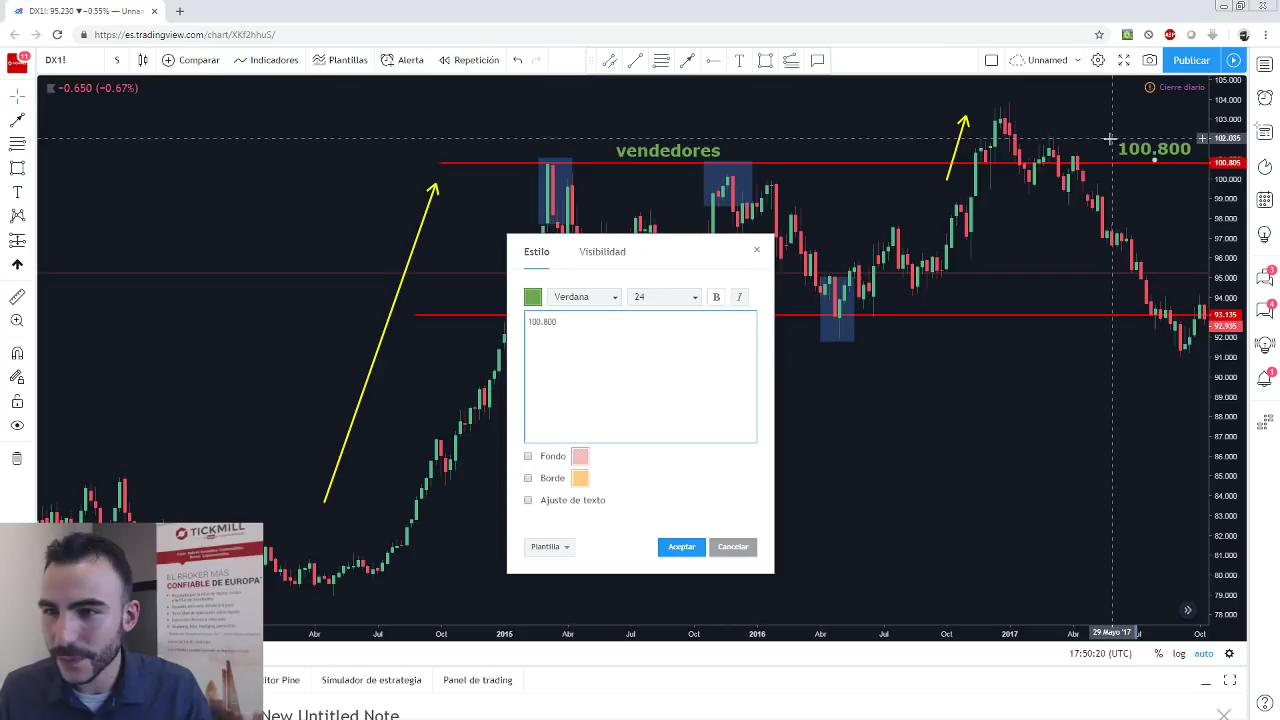 DX1!: 95.230 ▼−0.55% — Unnam
https://es.tradingview.com/chart/XKf2hhuS/
11
DX1!
S
Comparar
Indicadores
Plantillas
Alerta
Repetición
Unnamed
Publicar
+0.650 (+0.67%)
Cierre diario
vendedores
100.800
105.000
104.000
103.000
102.035
100.805
100.000
99.000
98.000
97.000
96.000
95.000
94.000
93.135
92.935
91.000
90.000
89.000
88.000
87.000
86.000
85.000
84.000
83.000
82.000
81.000
80.000
79.000
78.000
Estilo
Visibilidad
Verdana
24
B
I
100.800
Fondo
Borde
Ajuste de texto
Plantilla
Aceptar
Cancelar
3
4
1
Abr
Jul
Oct
2015
Abr
Jul
Oct
2016
Abr
Jul
Oct
2017
Abr
29 Mayo '17
Oct
TICKMILL
EL BROKER MÁS
CONFIABLE DE EUROPA*
17:50:20 (UTC)
%
log
auto
itor Pine
Simulador de estrategia
Panel de trading
New Untitled Note